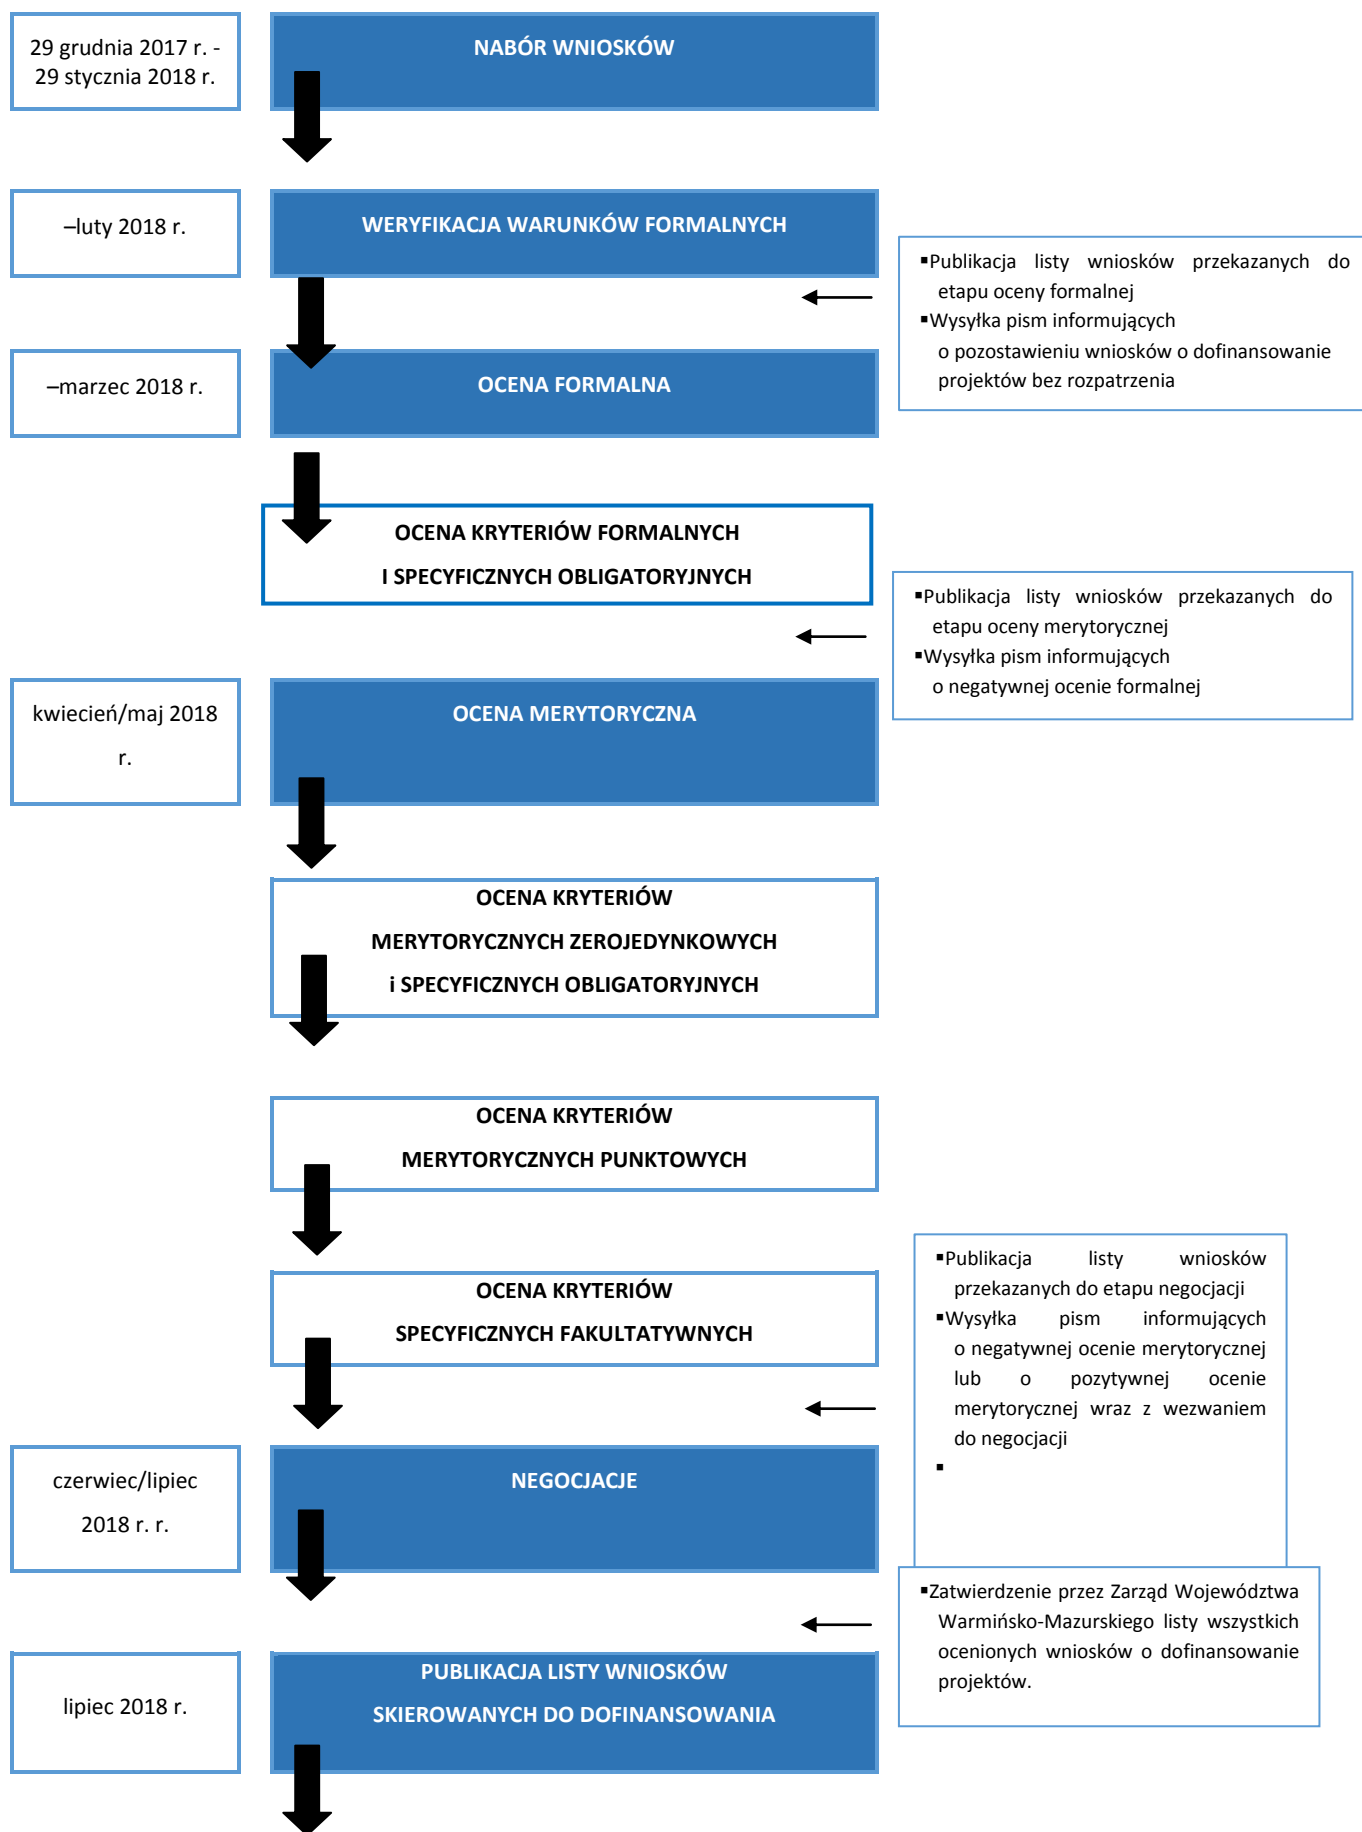 29 grudnia 2017 r. -
29 stycznia 2018 r.
NABÓR WNIOSKÓW
–luty 2018 r.
WERYFIKACJA WARUNKÓW FORMALNYCH
▪Publikacja listy wniosków przekazanych do
etapu oceny formalnej
▪Wysyłka pism informujących
o pozostawieniu wniosków o dofinansowanie
projektów bez rozpatrzenia
–marzec 2018 r.
OCENA FORMALNA
OCENA KRYTERIÓW FORMALNYCH
I SPECYFICZNYCH OBLIGATORYJNYCH
▪Publikacja listy wniosków przekazanych do
etapu oceny merytorycznej
▪Wysyłka pism informujących
o negatywnej ocenie formalnej
kwiecień/maj 2018
r.
OCENA MERYTORYCZNA
OCENA KRYTERIÓW
MERYTORYCZNYCH ZEROJEDYNKOWYCH
i SPECYFICZNYCH OBLIGATORYJNYCH
OCENA KRYTERIÓW
MERYTORYCZNYCH PUNKTOWYCH
OCENA KRYTERIÓW
SPECYFICZNYCH FAKULTATYWNYCH
▪Publikacja listy wniosków
przekazanych do etapu negocjacji
▪Wysyłka pism informujących
o negatywnej ocenie merytorycznej
lub o pozytywnej ocenie
merytorycznej wraz z wezwaniem
do negocjacji
▪
czerwiec/lipiec
2018 r. r.
NEGOCJACJE
▪Zatwierdzenie przez Zarząd Województwa
Warmińsko-Mazurskiego listy wszystkich
ocenionych wniosków o dofinansowanie
projektów.
lipiec 2018 r.
PUBLIKACJA LISTY WNIOSKÓW
SKIEROWANYCH DO DOFINANSOWANIA